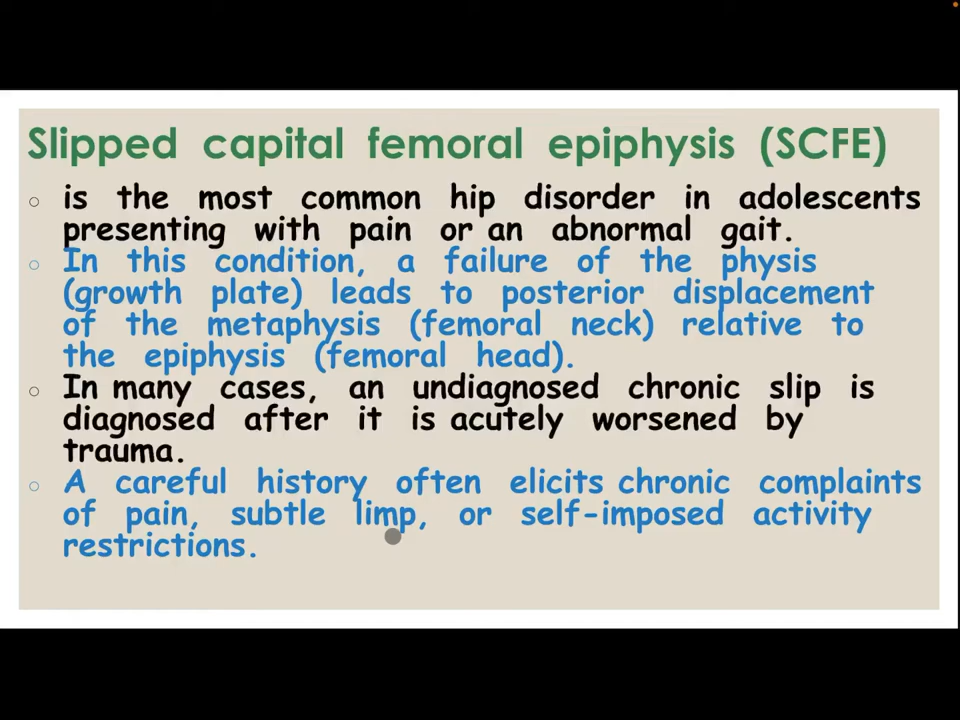 Slipped capital femoral epiphysis (SCFE)
is the most common hip disorder in adolescents
presenting with pain or an abnormal gait.
In this condition, a failure of the physis
(growth plate) leads to posterior displacement
of the metaphysis (femoral neck) relative to
the epiphysis (femoral head).
In many cases, an undiagnosed chronic slip is
diagnosed after it is acutely worsened by
trauma.
A careful history often elicits chronic complaints
of pain, subtle limp, or self-imposed activity
restrictions.